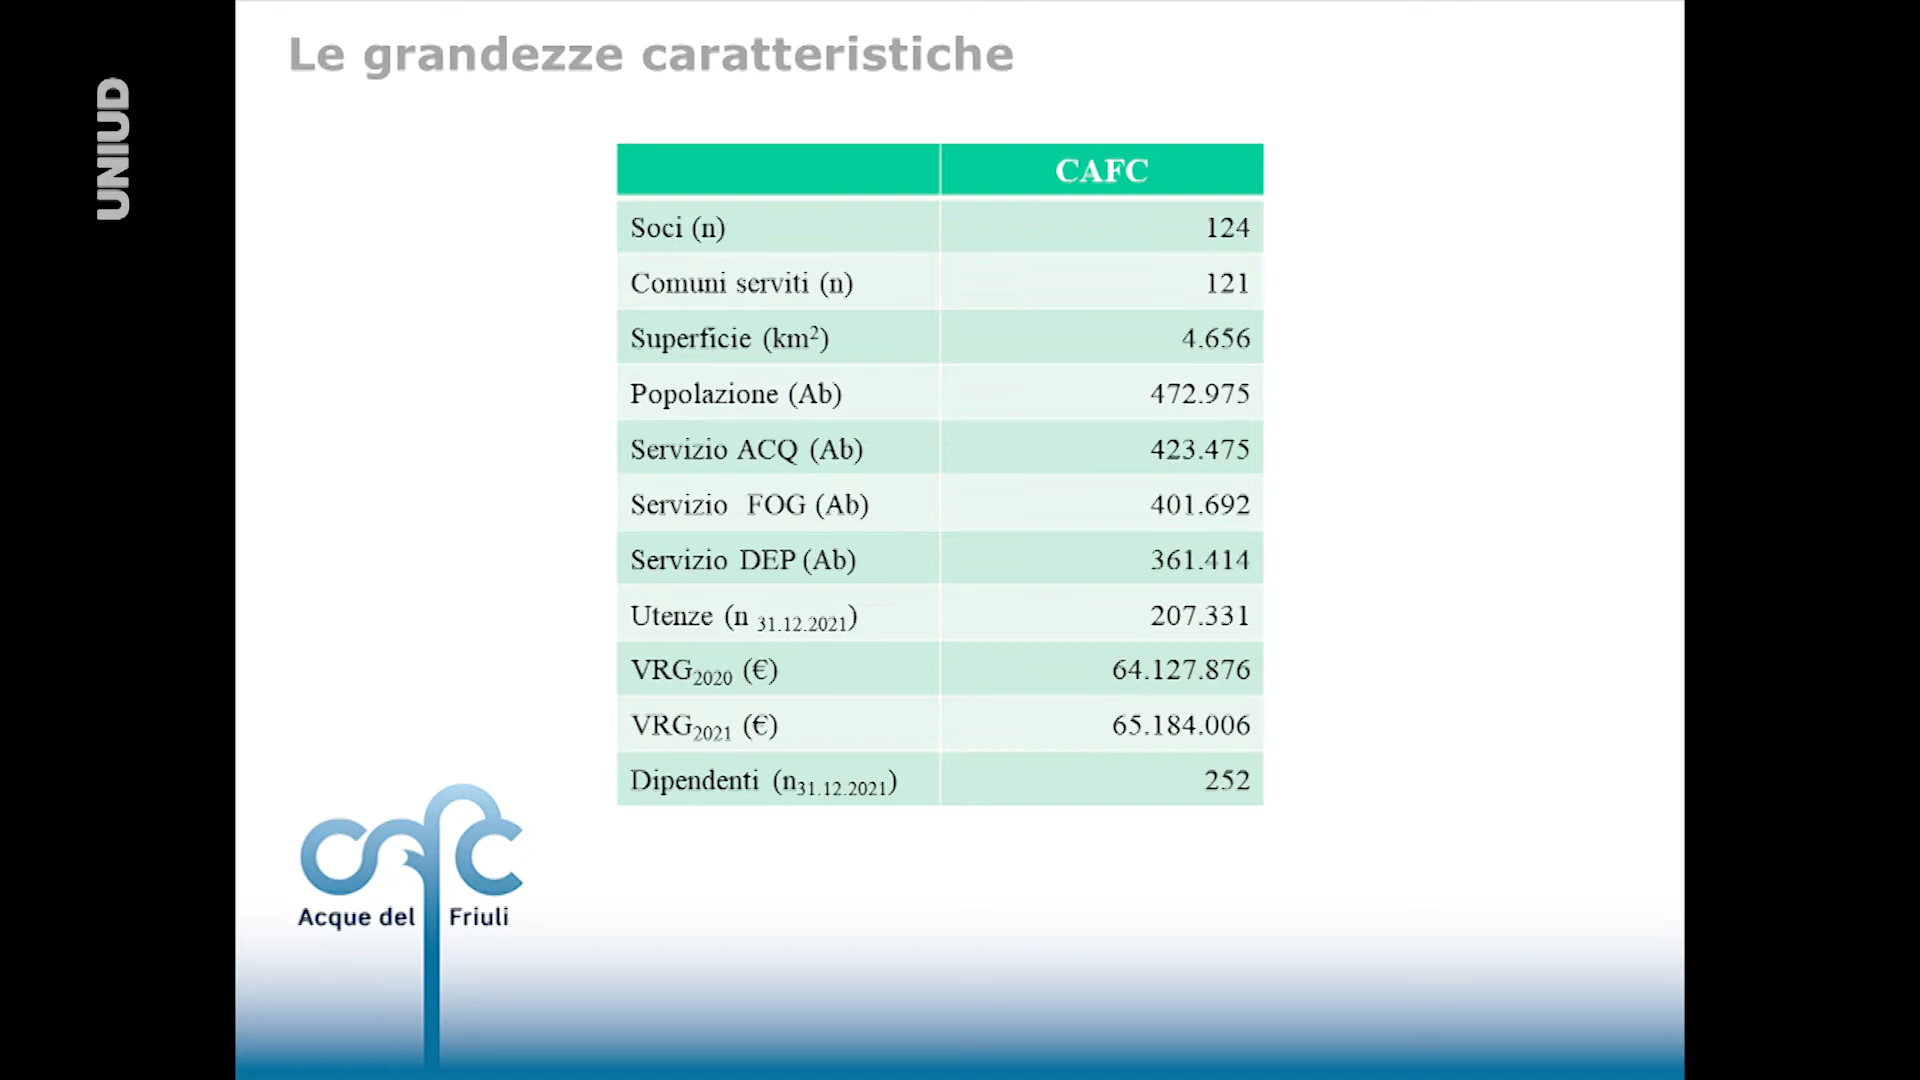 Le grandezze caratteristiche
UNIUD
CAFC
Soci (n) 124
Comuni serviti (n) 121
Superficie (km²) 4.656
Popolazione (Ab) 472.975
Servizio ACQ (Ab) 423.475
Servizio FOG (Ab) 401.692
Servizio DEP (Ab) 361.414
Utenze (n 31.12.2021) 207.331
VRG2020 (€) 64.127.876
VRG2021 (€) 65.184.006
Dipendenti (n31.12.2021) 252
cafc
Acque del Friuli